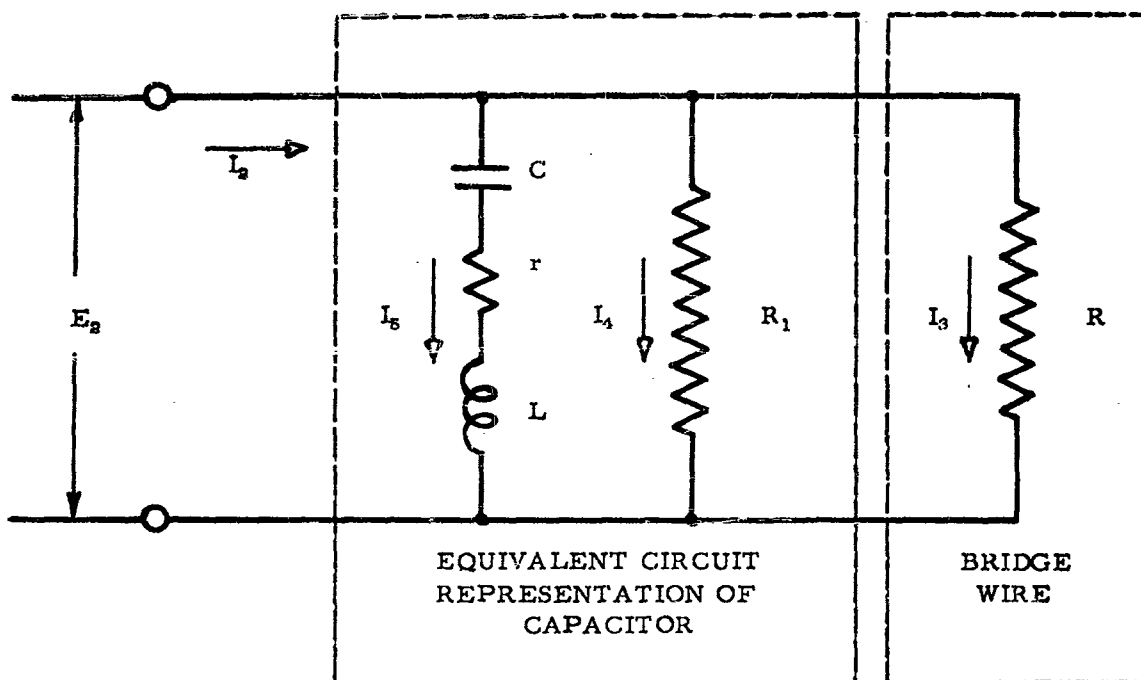 I₂
C
r
E₂
I₅
I₄
R₁
I₃
R
L
EQUIVALENT CIRCUIT
REPRESENTATION OF
CAPACITOR
BRIDGE
WIRE